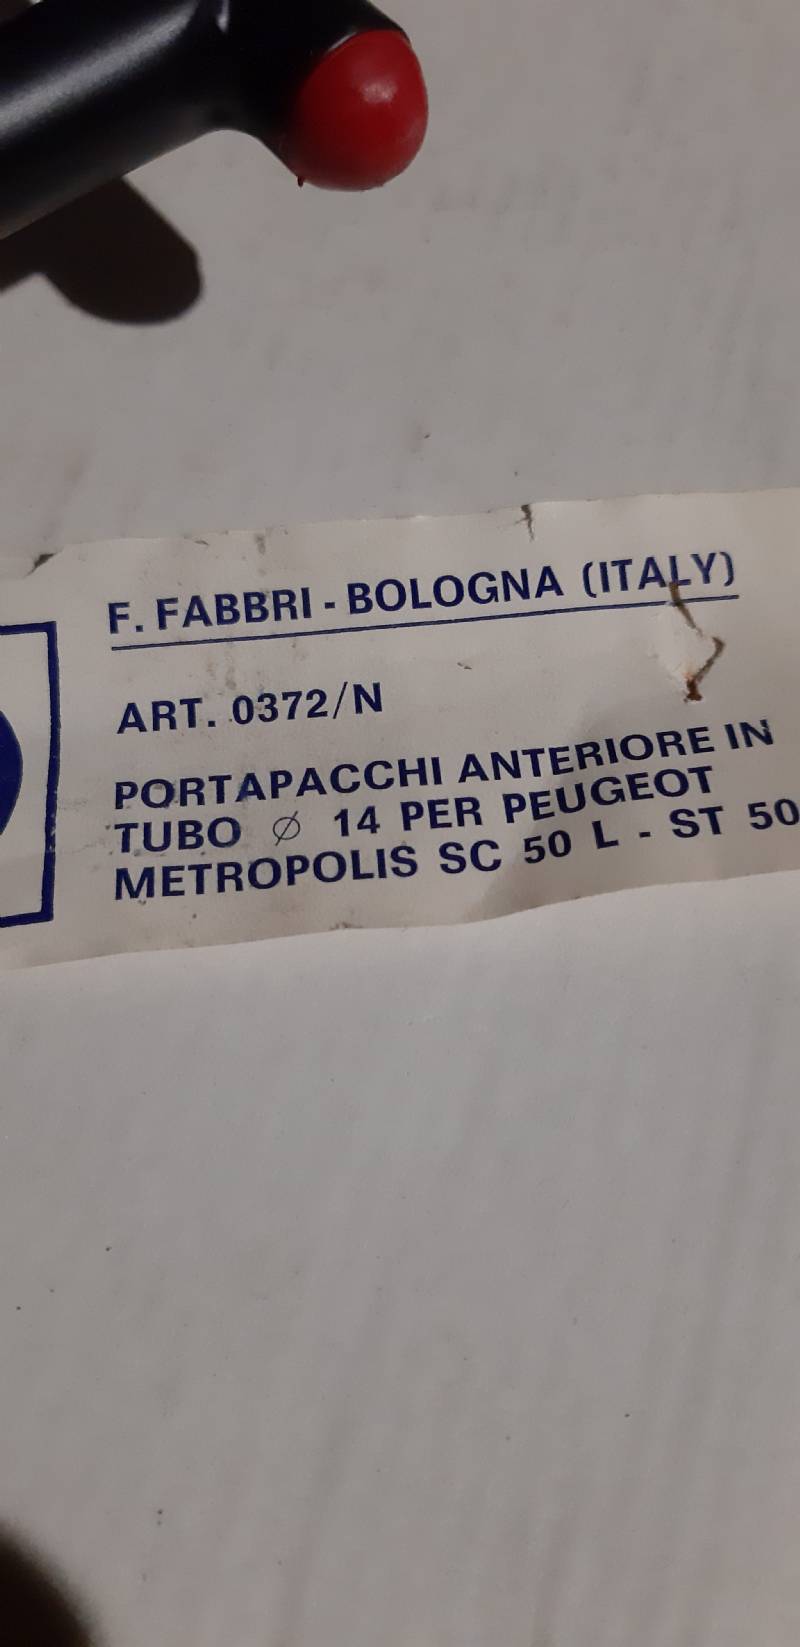 F. FABBRI - BOLOGNA (ITALY)
ART. 0372/N
PORTAPACCHI ANTERIORE IN
TUBO Ø 14 PER PEUGEOT
METROPOLIS SC 50 L - ST 50